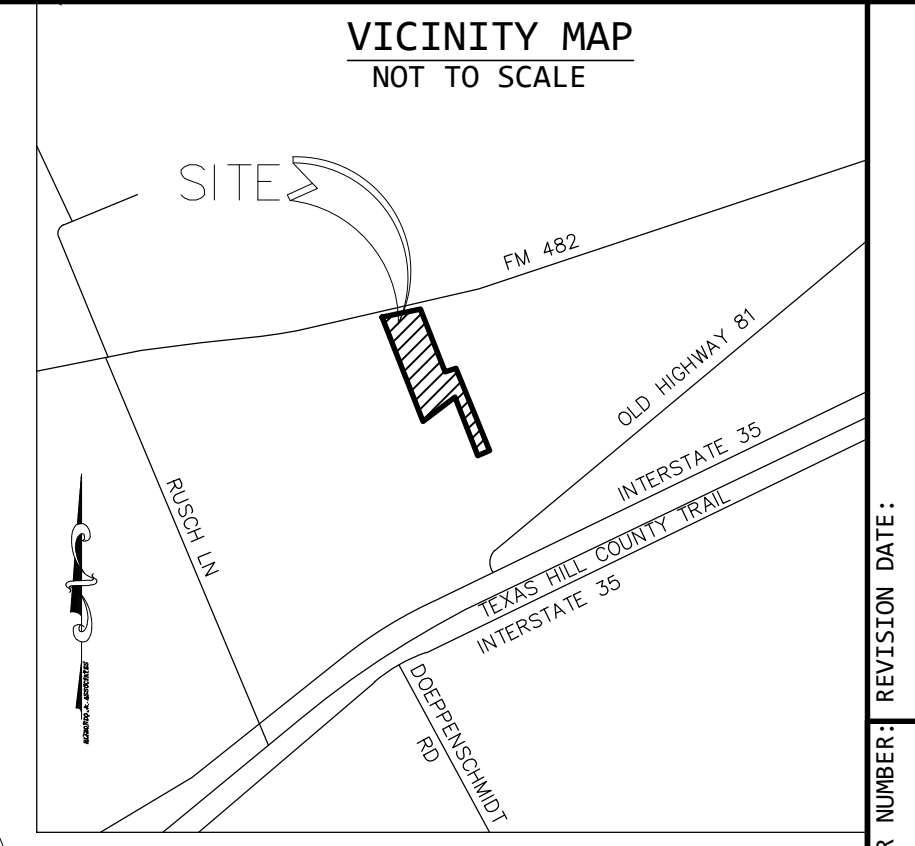 VICINITY MAP
NOT TO SCALE
SITE
FM 482
OLD HIGHWAY 81
INTERSTATE 35
TEXAS HILL COUNTY TRAIL
INTERSTATE 35
RUSCH LN
DOEPPENSCHMIDT
RD
REVISION DATE:
NUMBER: